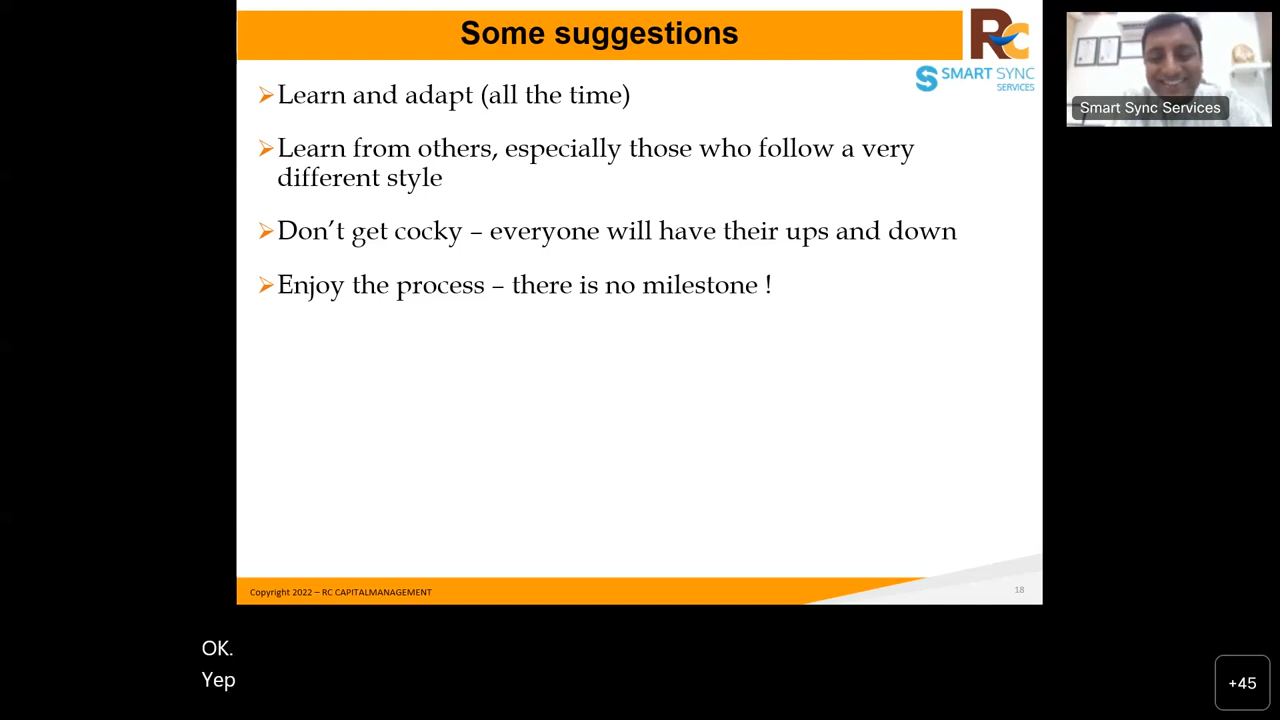 Some suggestions
Rc
SMART SYNC
SERVICES
Smart Sync Services
➢Learn and adapt (all the time)
➢Learn from others, especially those who follow a very
different style
➢Don’t get cocky – everyone will have their ups and down
➢Enjoy the process – there is no milestone !
Copyright 2022 – RC CAPITALMANAGEMENT
18
OK.
Yep
+45